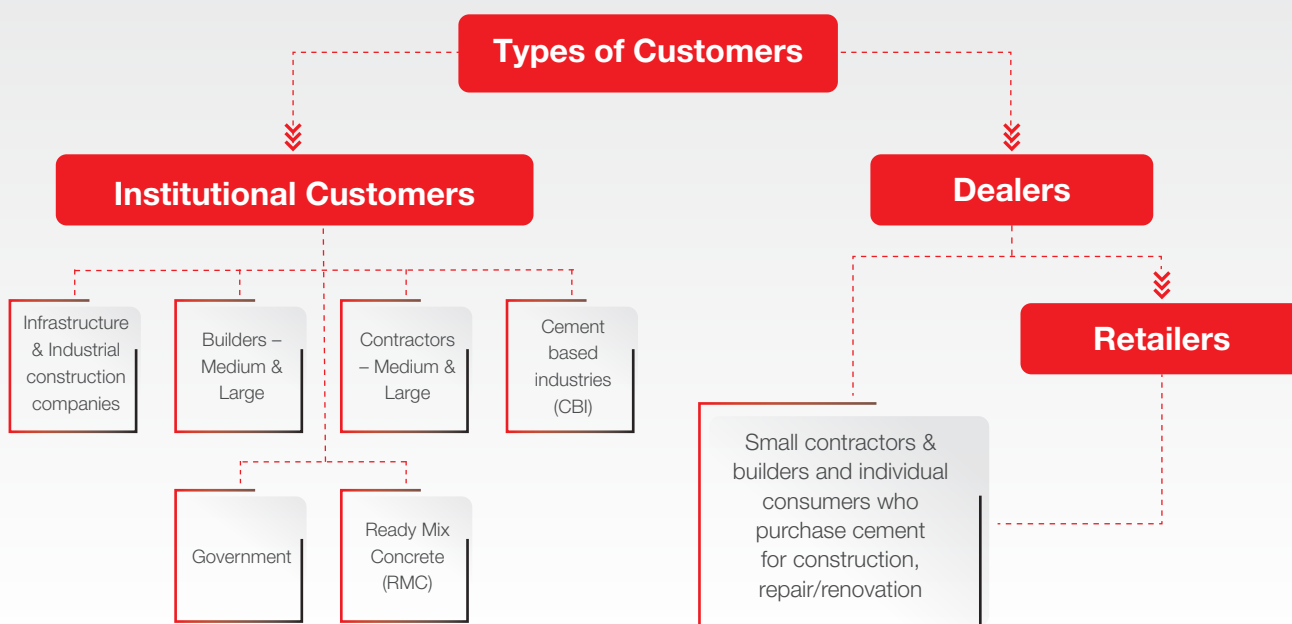 Types of Customers
Institutional Customers
Dealers
Infrastructure
& Industrial
construction
companies
Builders –
Medium &
Large
Contractors
– Medium &
Large
Cement
based
industries
(CBI)
Retailers
Government
Ready Mix
Concrete
(RMC)
Small contractors &
builders and individual
consumers who
purchase cement
for construction,
repair/renovation